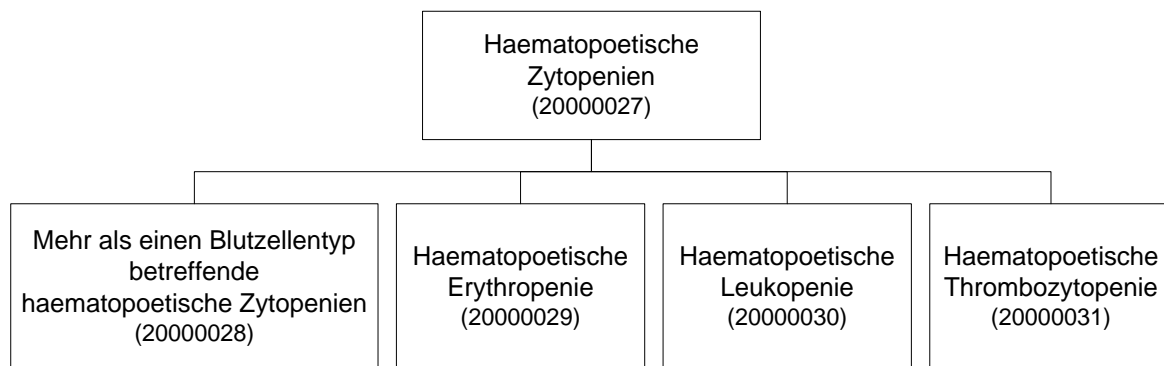 Haematopoetische
Zytopenien
(20000027)
Mehr als einen Blutzellentyp
betreffende
haematopoetische Zytopenien
(20000028)
Haematopoetische
Erythropenie
(20000029)
Haematopoetische
Leukopenie
(20000030)
Haematopoetische
Thrombozytopenie
(20000031)